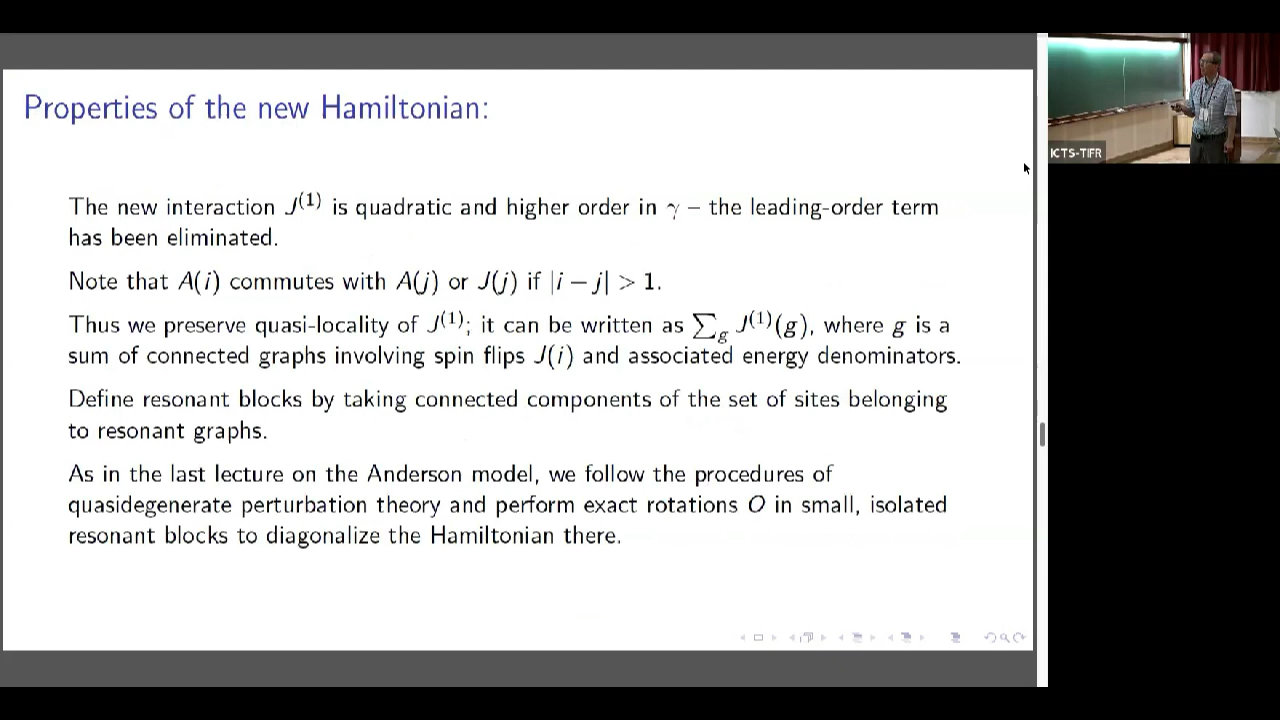 Properties of the new Hamiltonian:
The new interaction J⁽¹⁾ is quadratic and higher order in γ – the leading-order term
has been eliminated.
Note that A(i) commutes with A(j) or J(j) if |i − j| > 1.
Thus we preserve quasi-locality of J⁽¹⁾; it can be written as ∑_g J⁽¹⁾(g), where g is a
sum of connected graphs involving spin flips J(i) and associated energy denominators.
Define resonant blocks by taking connected components of the set of sites belonging
to resonant graphs.
As in the last lecture on the Anderson model, we follow the procedures of
quasidegenerate perturbation theory and perform exact rotations O in small, isolated
resonant blocks to diagonalize the Hamiltonian there.
ICTS-TIFR